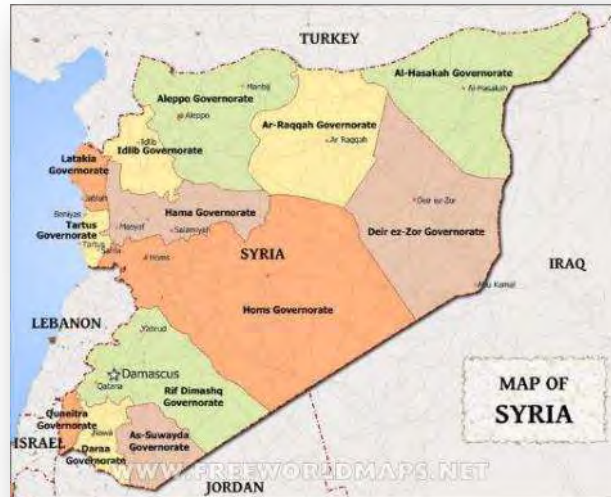 TURKEY
Al-Hasakah Governorate
Al-Hasakah
Manbij
Aleppo Governorate
Aleppo
Ar-Raqqah Governorate
Ar Raqqah
Idlib
Idlib Governorate
Latakia
Governorate
Jablah
Hama Governorate
Deir ez-Zor
Deir ez-Zor Governorate
Baniyas
Tartus
Governorate
Masyaf
Salamiyah
Tartus
Safita
Homs
SYRIA
IRAQ
Abu Kamal
Homs Governorate
LEBANON
Yabrud
Damascus
Qatana
Rif Dimashq
Governorate
MAP OF
SYRIA
Quneitra
Governorate
ISRAEL
Daraa
Governorate
As-Suwayda
Governorate
WWW.FREEWORLDMAPS.NET
JORDAN